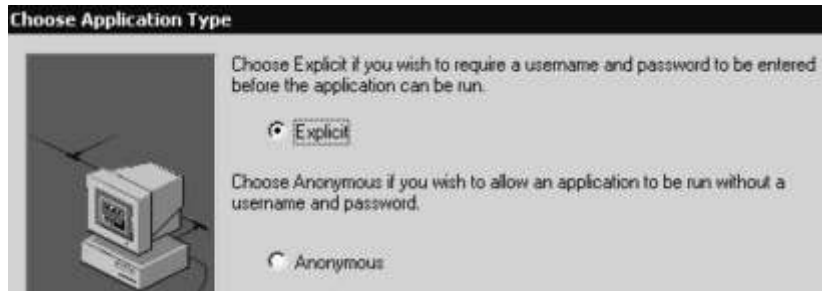 Choose Application Type
Choose Explicit if you wish to require a username and password to be entered
before the application can be run.
Explicit
Choose Anonymous if you wish to allow an application to be run without a
username and password.
Anonymous